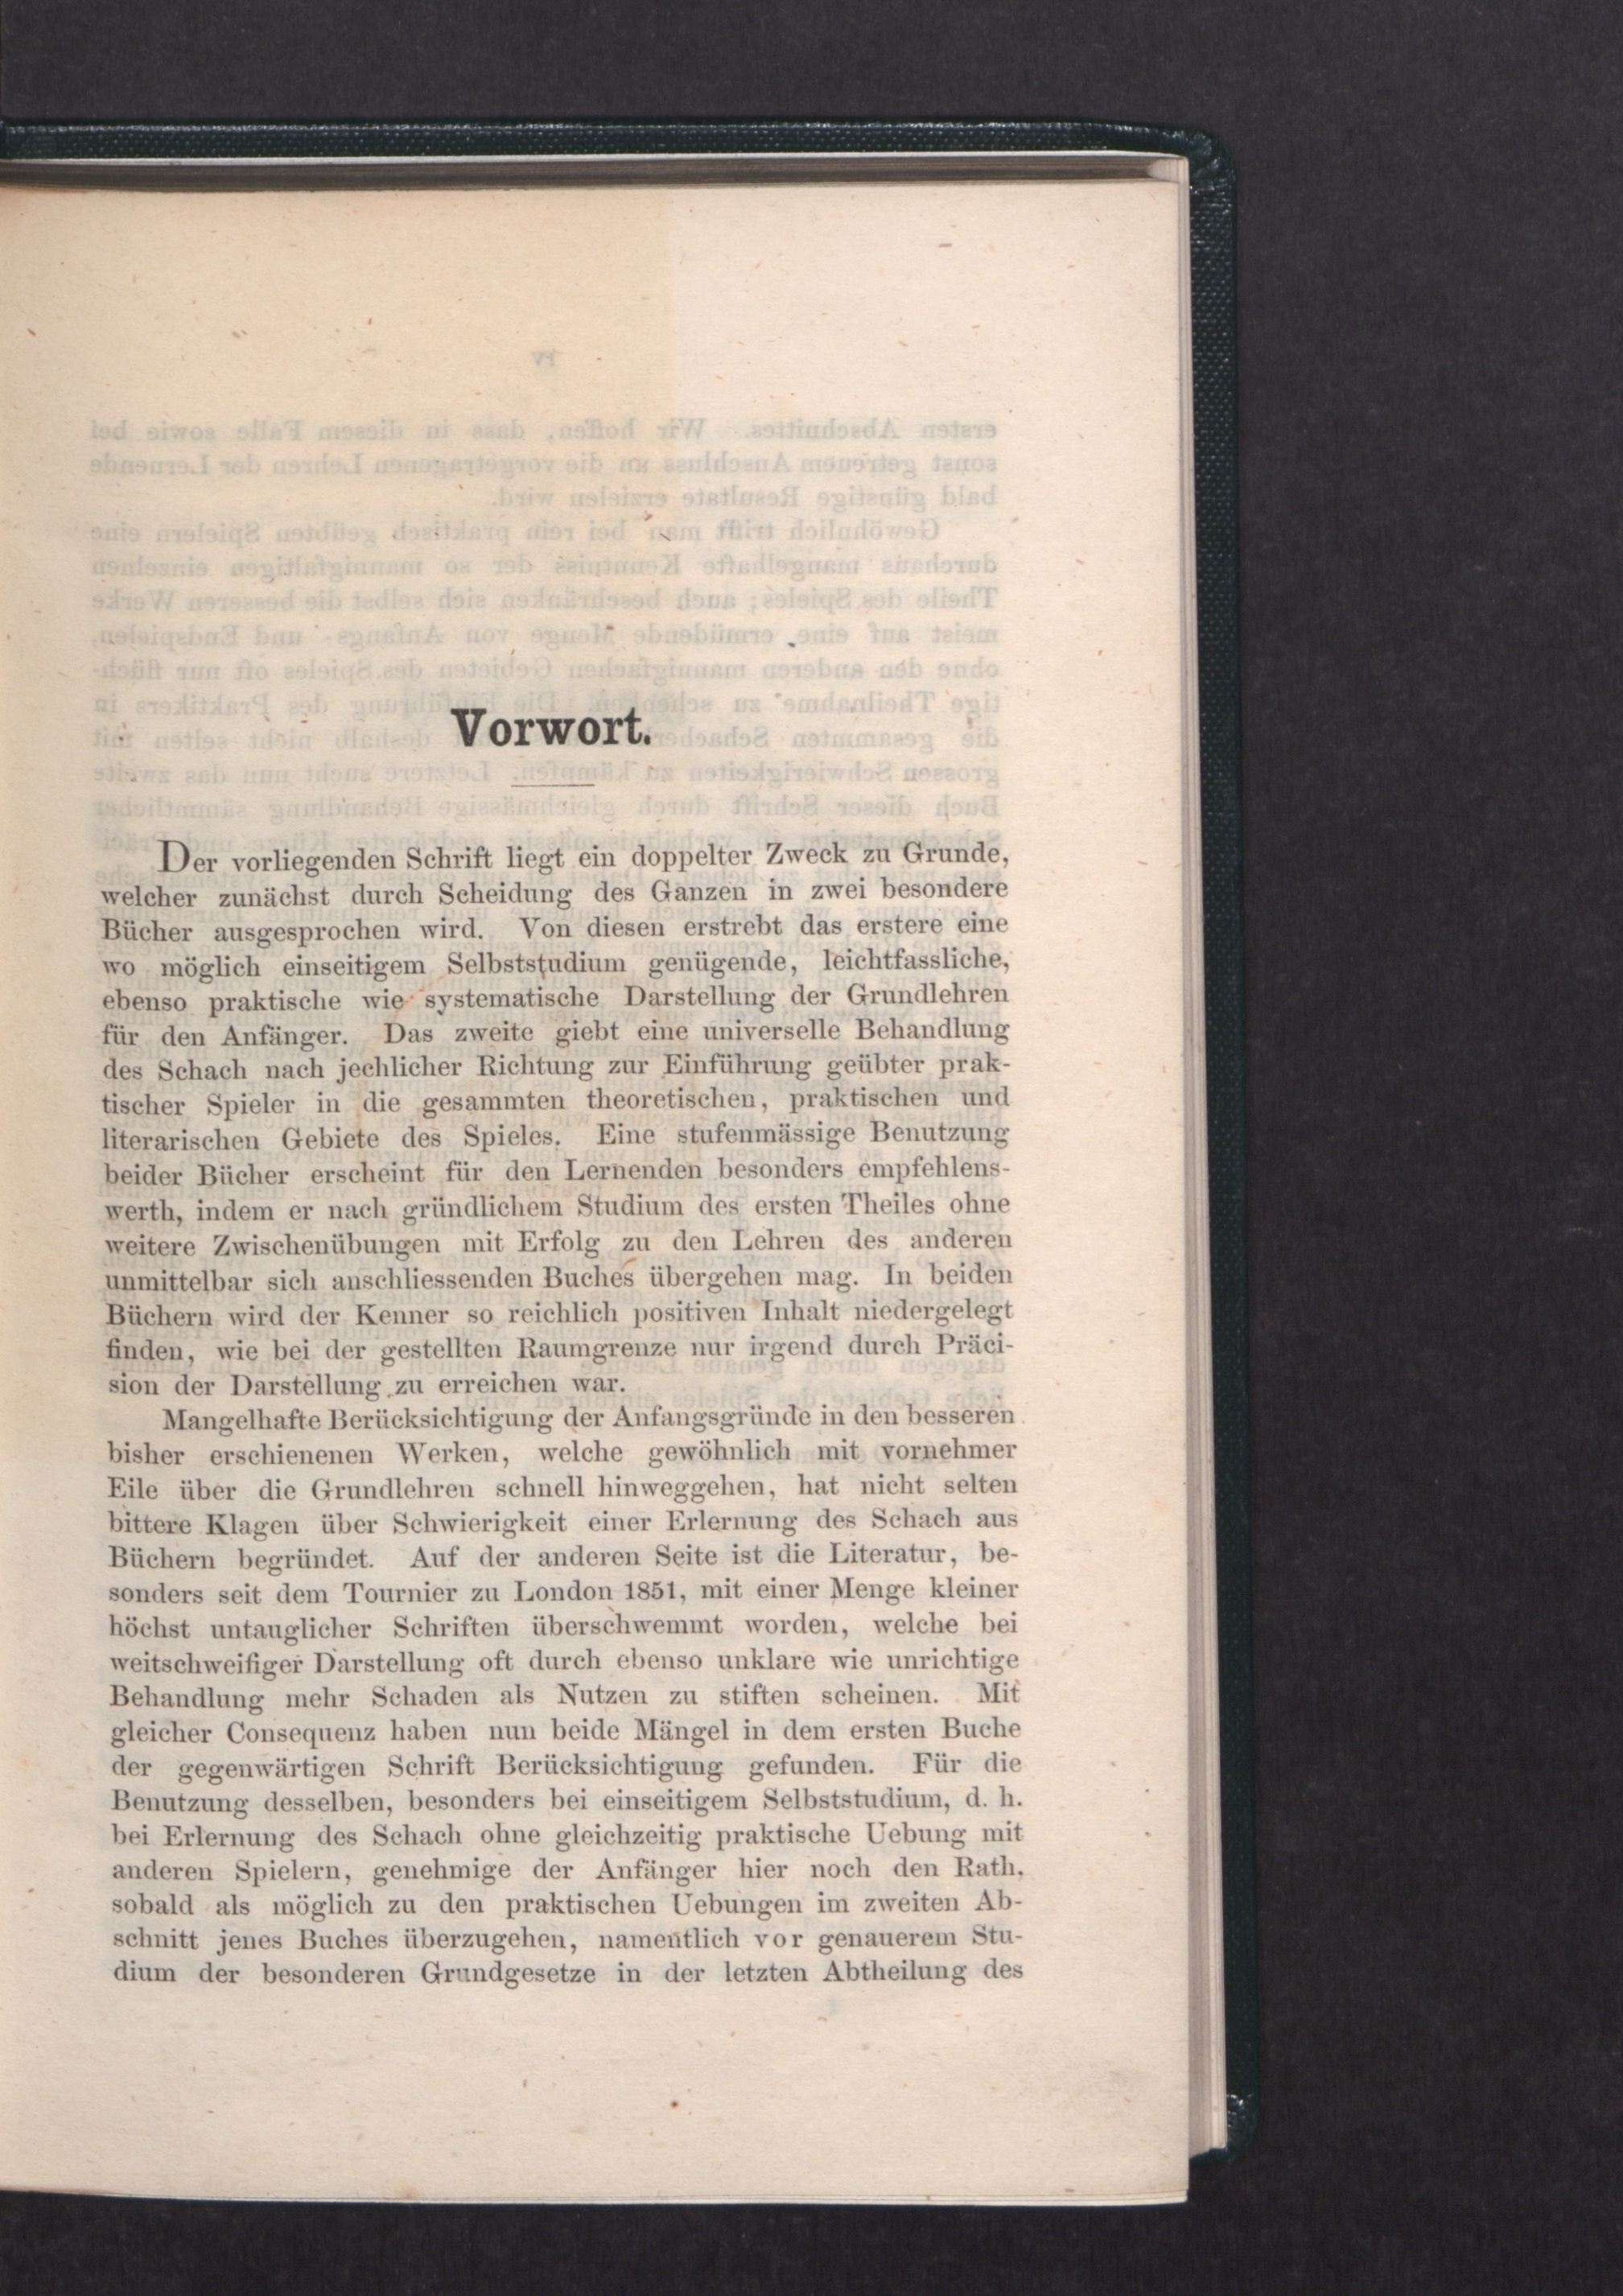 Vorwort.
Der vorliegenden Schrift liegt ein doppelter Zweck zu Grunde,
welcher zunächst durch Scheidung des Ganzen in zwei besondere
Bücher ausgesprochen wird. Von diesen erstrebt das erstere eine
wo möglich einseitigem Selbststudium genügende, leichtfassliche,
ebenso praktische wie systematische Darstellung der Grundlehren
für den Anfänger. Das zweite giebt eine universelle Behandlung
des Schach nach jechlicher Richtung zur Einführung geübter prak-
tischer Spieler in die gesammten theoretischen, praktischen und
literarischen Gebiete des Spieles. Eine stufenmässige Benutzung
beider Bücher erscheint für den Lernenden besonders empfehlens-
werth, indem er nach gründlichem Studium des ersten Theiles ohne
weitere Zwischenübungen mit Erfolg zu den Lehren des anderen
unmittelbar sich anschliessenden Buches übergehen mag. In beiden
Büchern wird der Kenner so reichlich positiven Inhalt niedergelegt
finden, wie bei der gestellten Raumgrenze nur irgend durch Präci-
sion der Darstellung zu erreichen war.
Mangelhafte Berücksichtigung der Anfangsgründe in den besseren
bisher erschienenen Werken, welche gewöhnlich mit vornehmer
Eile über die Grundlehren schnell hinweggehen, hat nicht selten
bittere Klagen über Schwierigkeit einer Erlernung des Schach aus
Büchern begründet. Auf der anderen Seite ist die Literatur, be-
sonders seit dem Tournier zu London 1851, mit einer Menge kleiner
höchst untauglicher Schriften überschwemmt worden, welche bei
weitschweifiger Darstellung oft durch ebenso unklare wie unrichtige
Behandlung mehr Schaden als Nutzen zu stiften scheinen. Mit
gleicher Consequenz haben nun beide Mängel in dem ersten Buche
der gegenwärtigen Schrift Berücksichtigung gefunden. Für die
Benutzung desselben, besonders bei einseitigem Selbststudium, d. h.
bei Erlernung des Schach ohne gleichzeitig praktische Uebung mit
anderen Spielern, genehmige der Anfänger hier noch den Rath,
sobald als möglich zu den praktischen Uebungen im zweiten Ab-
schnitt jenes Buches überzugehen, namentlich vor genauerem Stu-
dium der besonderen Grundgesetze in der letzten Abtheilung des